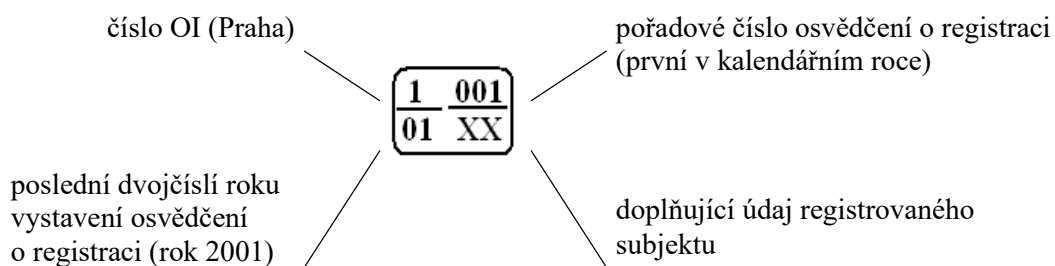 číslo OI (Praha)
pořadové číslo osvědčení o registraci
(první v kalendářním roce)
1 001
01 XX
poslední dvojčíslí roku
vystavení osvědčení
o registraci (rok 2001)
doplňující údaj registrovaného
subjektu